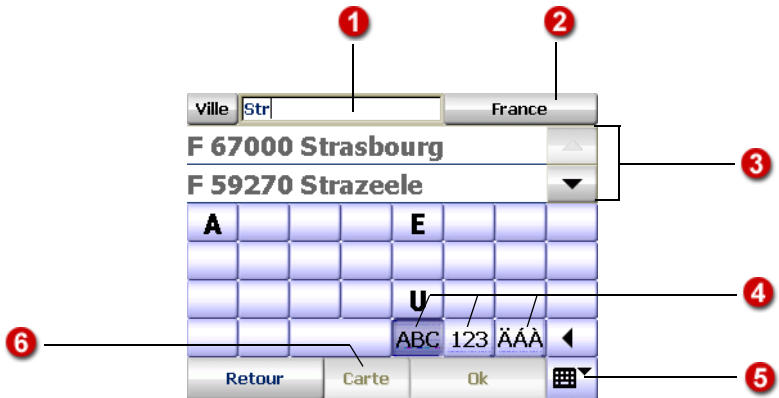 1 2
Ville Str France
F 67000 Strasbourg
3
F 59270 Strazeele
A E
U
4
ABC 123 ÄÁÀ
6
Retour Carte Ok
5